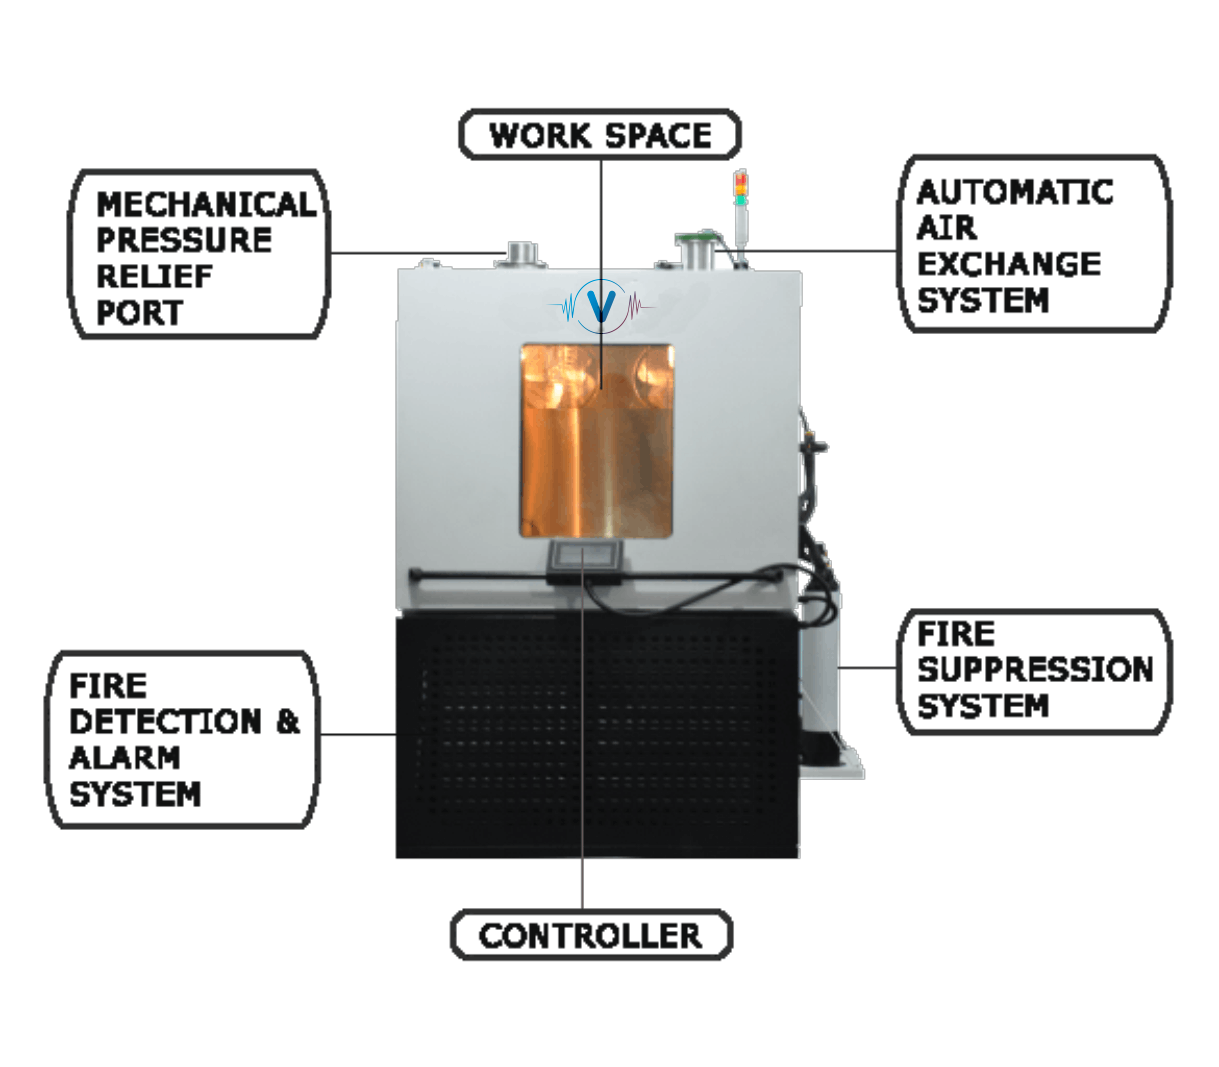 WORK SPACE
MECHANICAL
PRESSURE
RELIEF
PORT
AUTOMATIC
AIR
EXCHANGE
SYSTEM
V
FIRE
DETECTION &
ALARM
SYSTEM
FIRE
SUPPRESSION
SYSTEM
CONTROLLER